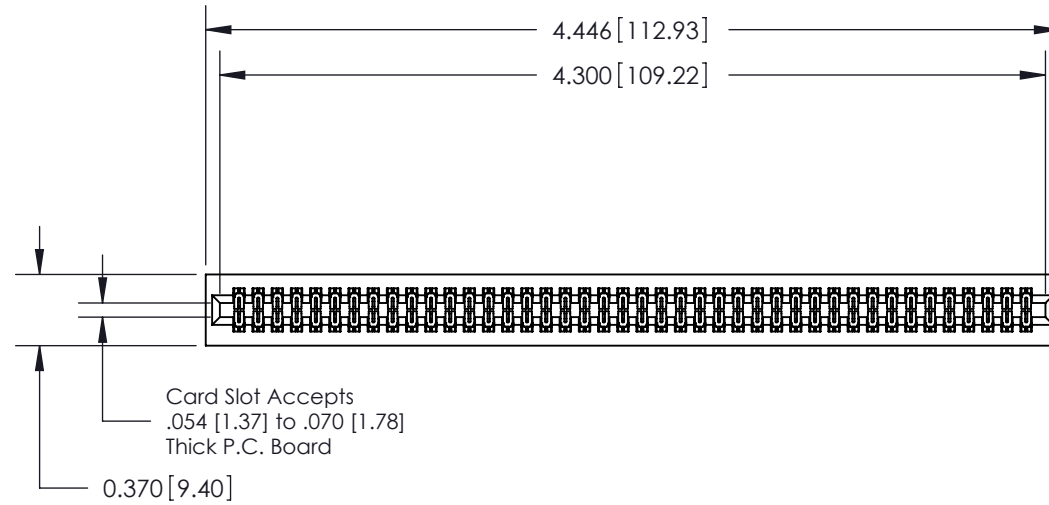 4.446 [112.93]
4.300 [109.22]
Card Slot Accepts
.054 [1.37] to .070 [1.78]
Thick P.C. Board
0.370 [9.40]